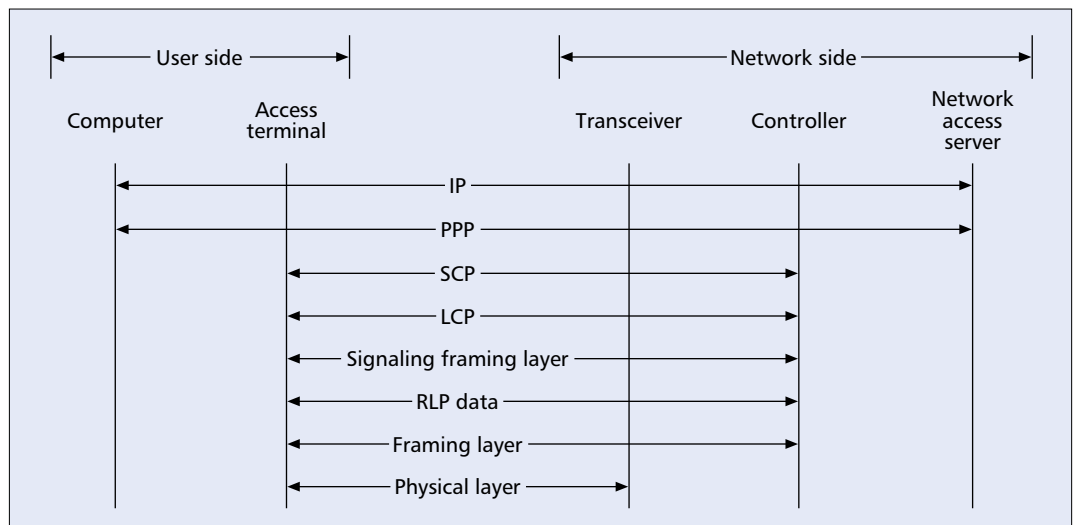 User side
Network side
Computer
Access
terminal
Transceiver
Controller
Network
access
server
IP
PPP
SCP
LCP
Signaling framing layer
RLP data
Framing layer
Physical layer